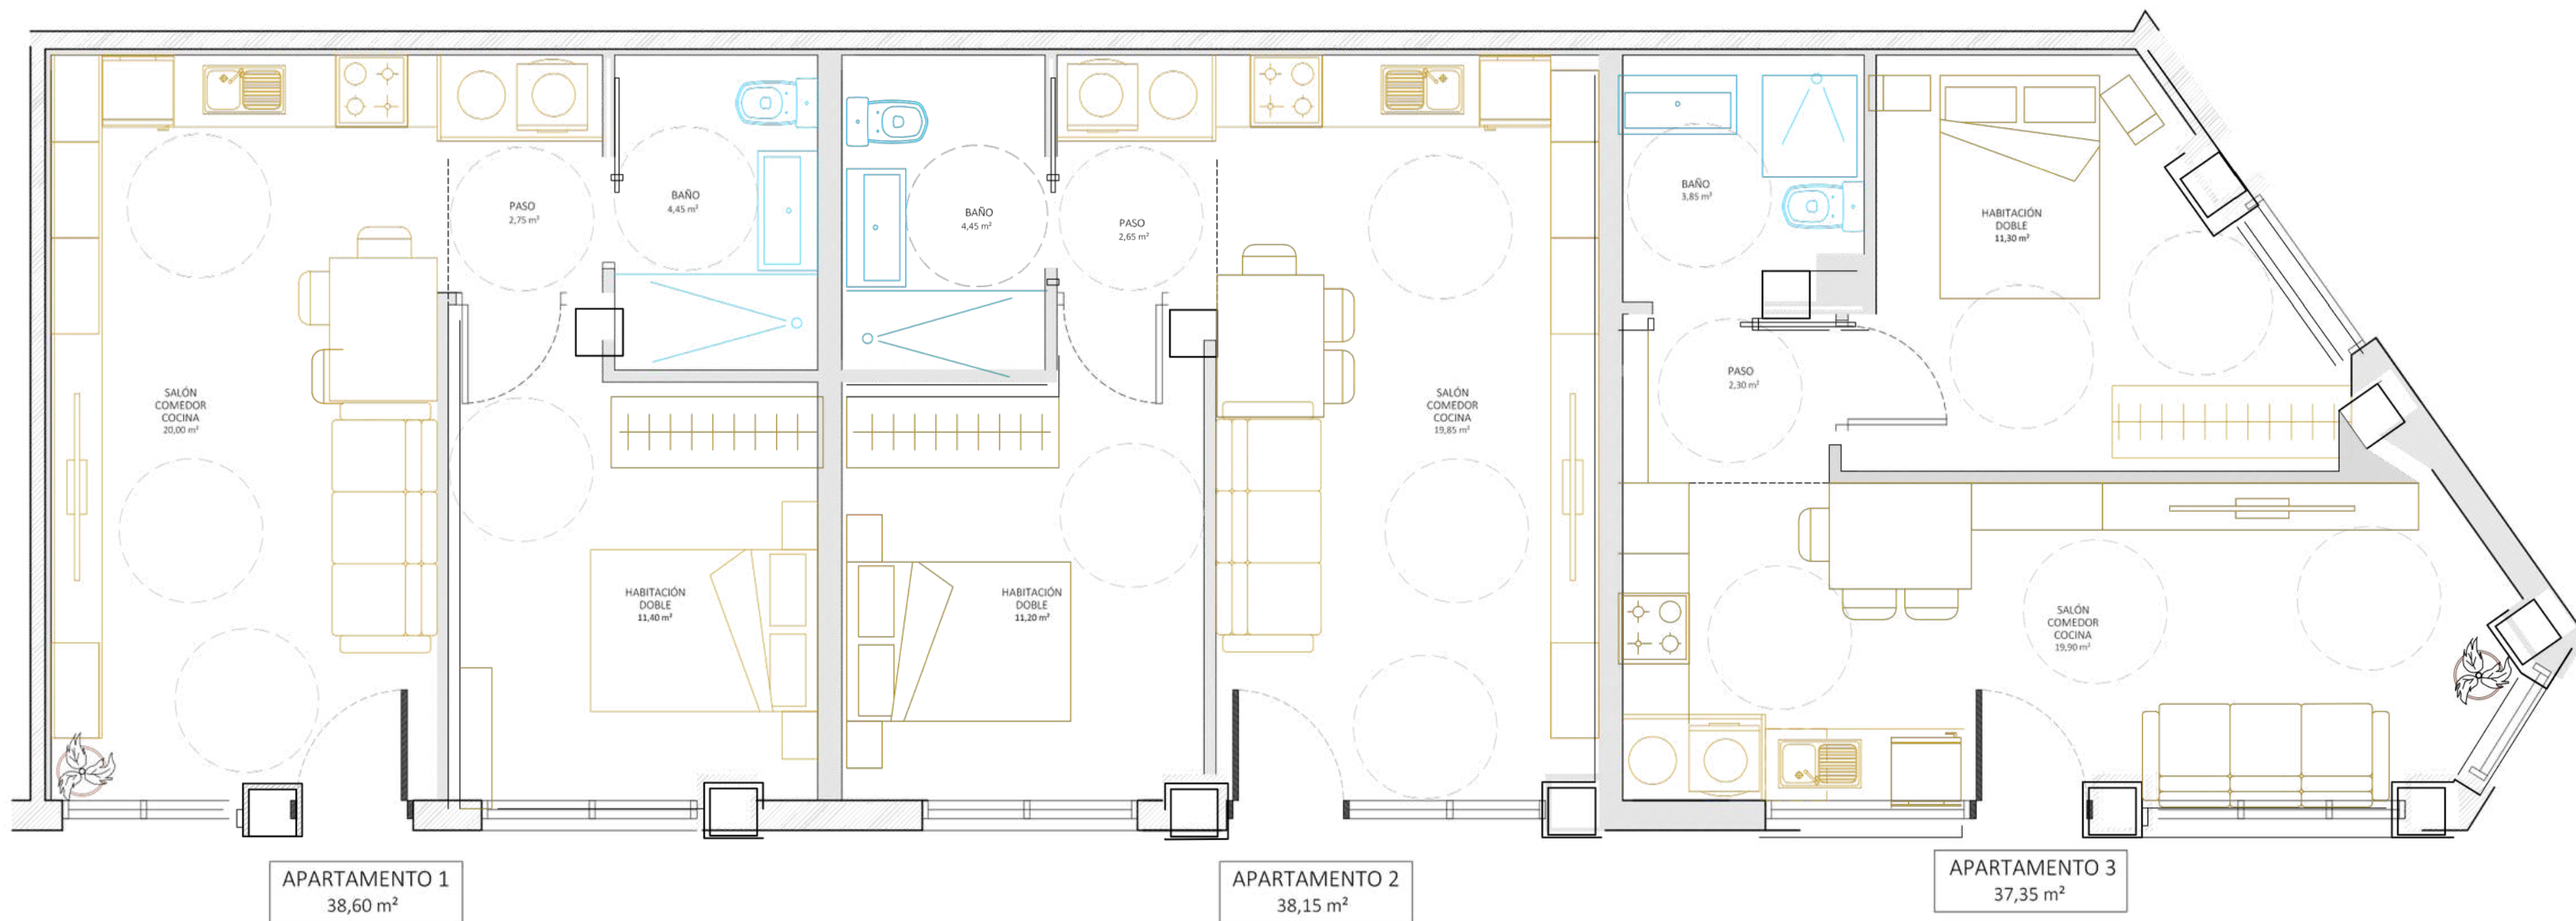 PASO
2,75 m²
BAÑO
4,45 m²
SALÓN
COMEDOR
COCINA
20,00 m²
HABITACIÓN
DOBLE
11,40 m²
APARTAMENTO 1
38,60 m²
BAÑO
4,45 m²
PASO
2,65 m²
SALÓN
COMEDOR
COCINA
19,85 m²
HABITACIÓN
DOBLE
11,20 m²
APARTAMENTO 2
38,15 m²
BAÑO
3,85 m²
HABITACIÓN
DOBLE
11,30 m²
PASO
2,30 m²
SALÓN
COMEDOR
COCINA
19,90 m²
APARTAMENTO 3
37,35 m²